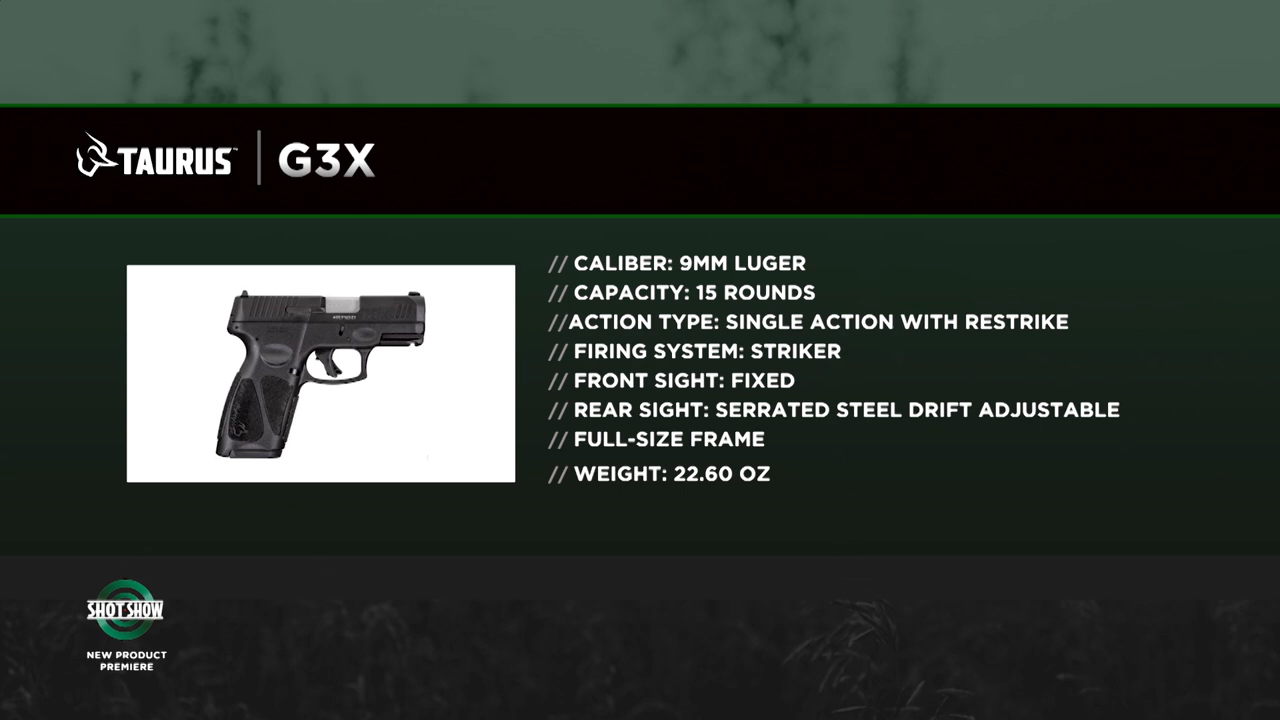 TAURUS™ | G3X
// CALIBER: 9MM LUGER
// CAPACITY: 15 ROUNDS
//ACTION TYPE: SINGLE ACTION WITH RESTRIKE
// FIRING SYSTEM: STRIKER
// FRONT SIGHT: FIXED
// REAR SIGHT: SERRATED STEEL DRIFT ADJUSTABLE
// FULL-SIZE FRAME
// WEIGHT: 22.60 OZ
SHOT SHOW
NEW PRODUCT
PREMIERE